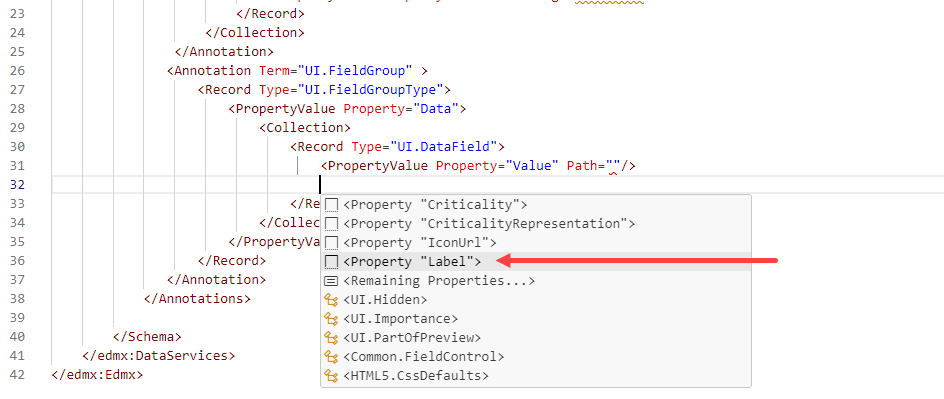 23 </Record>
24 </Collection>
25 </Annotation>
26 <Annotation Term="UI.FieldGroup" >
27 <Record Type="UI.FieldGroupType">
28 <PropertyValue Property="Data">
29 <Collection>
30 <Record Type="UI.DataField">
31 <PropertyValue Property="Value" Path=""/>
32
33 </Re
<Property "Criticality">
34 </Collec
<Property "CriticalityRepresentation">
35 </PropertyVa
<Property "IconUrl">
36 </Record>
<Property "Label">
37 </Annotation>
<Remaining Properties...>
38 </Annotations>
<UI.Hidden>
39
<UI.Importance>
40 </Schema>
<UI.PartOfPreview>
41 </edmx:DataServices>
<Common.FieldControl>
42 </edmx:Edmx>
<HTML5.CssDefaults>